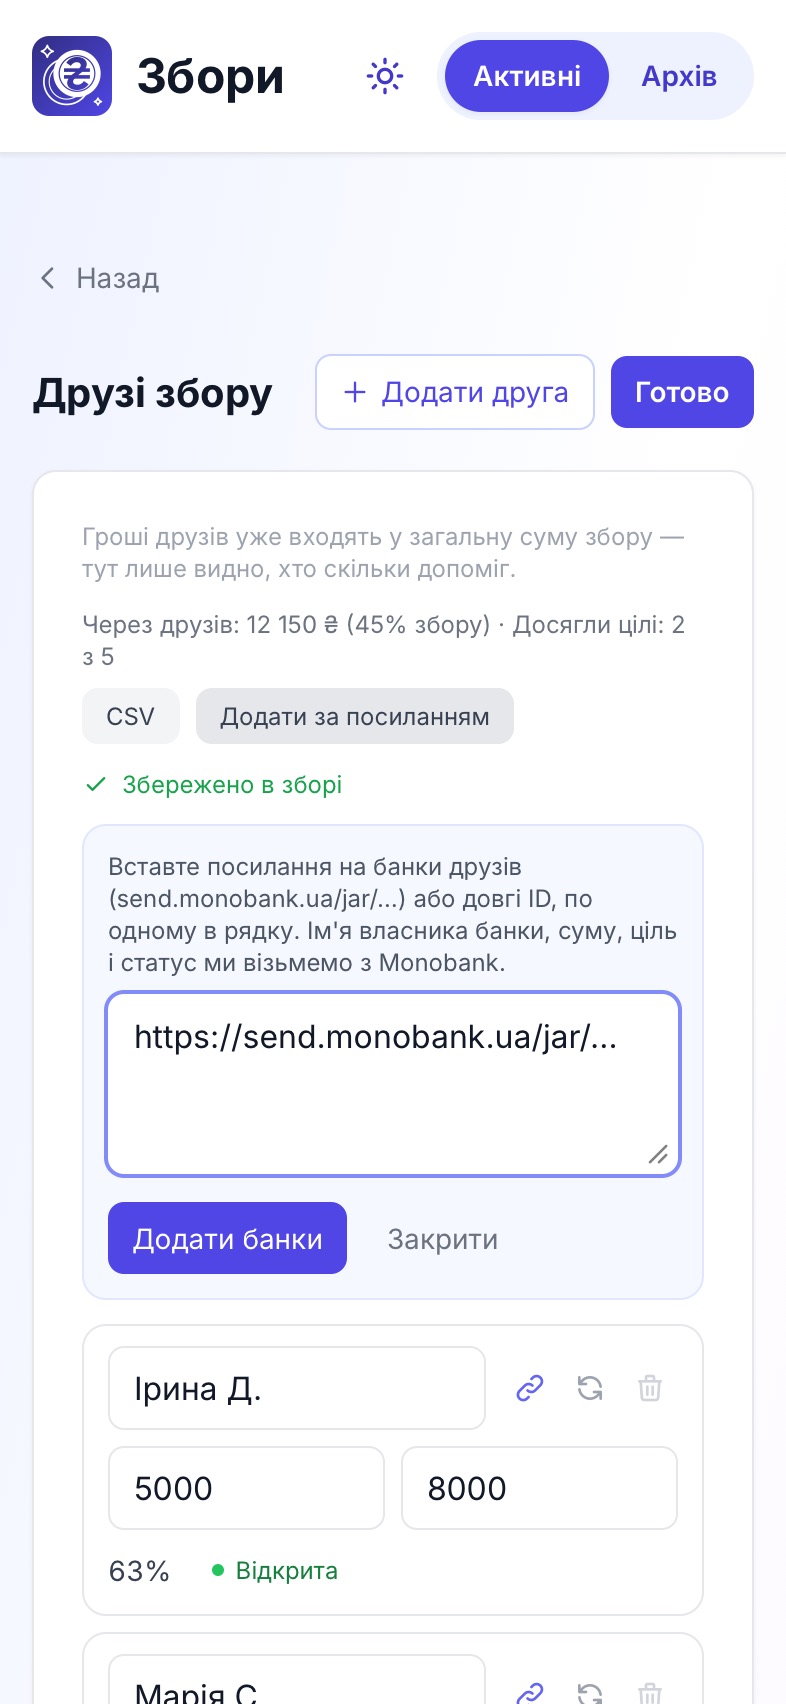 Збори
Активні
Архів
Назад
Друзі збору
Додати друга
Готово
Гроші друзів уже входять у загальну суму збору —
тут лише видно, хто скільки допоміг.
Через друзів: 12 150 ₴ (45% збору) · Досягли цілі: 2
з 5
CSV
Додати за посиланням
Збережено в зборі
Вставте посилання на банки друзів
(send.monobank.ua/jar/...) або довгі ID, по
одному в рядку. Ім'я власника банки, суму, ціль
і статус ми візьмемо з Monobank.
https://send.monobank.ua/jar/...
Додати банки
Закрити
Ірина Д.
5000
8000
63%
Відкрита
Марія С